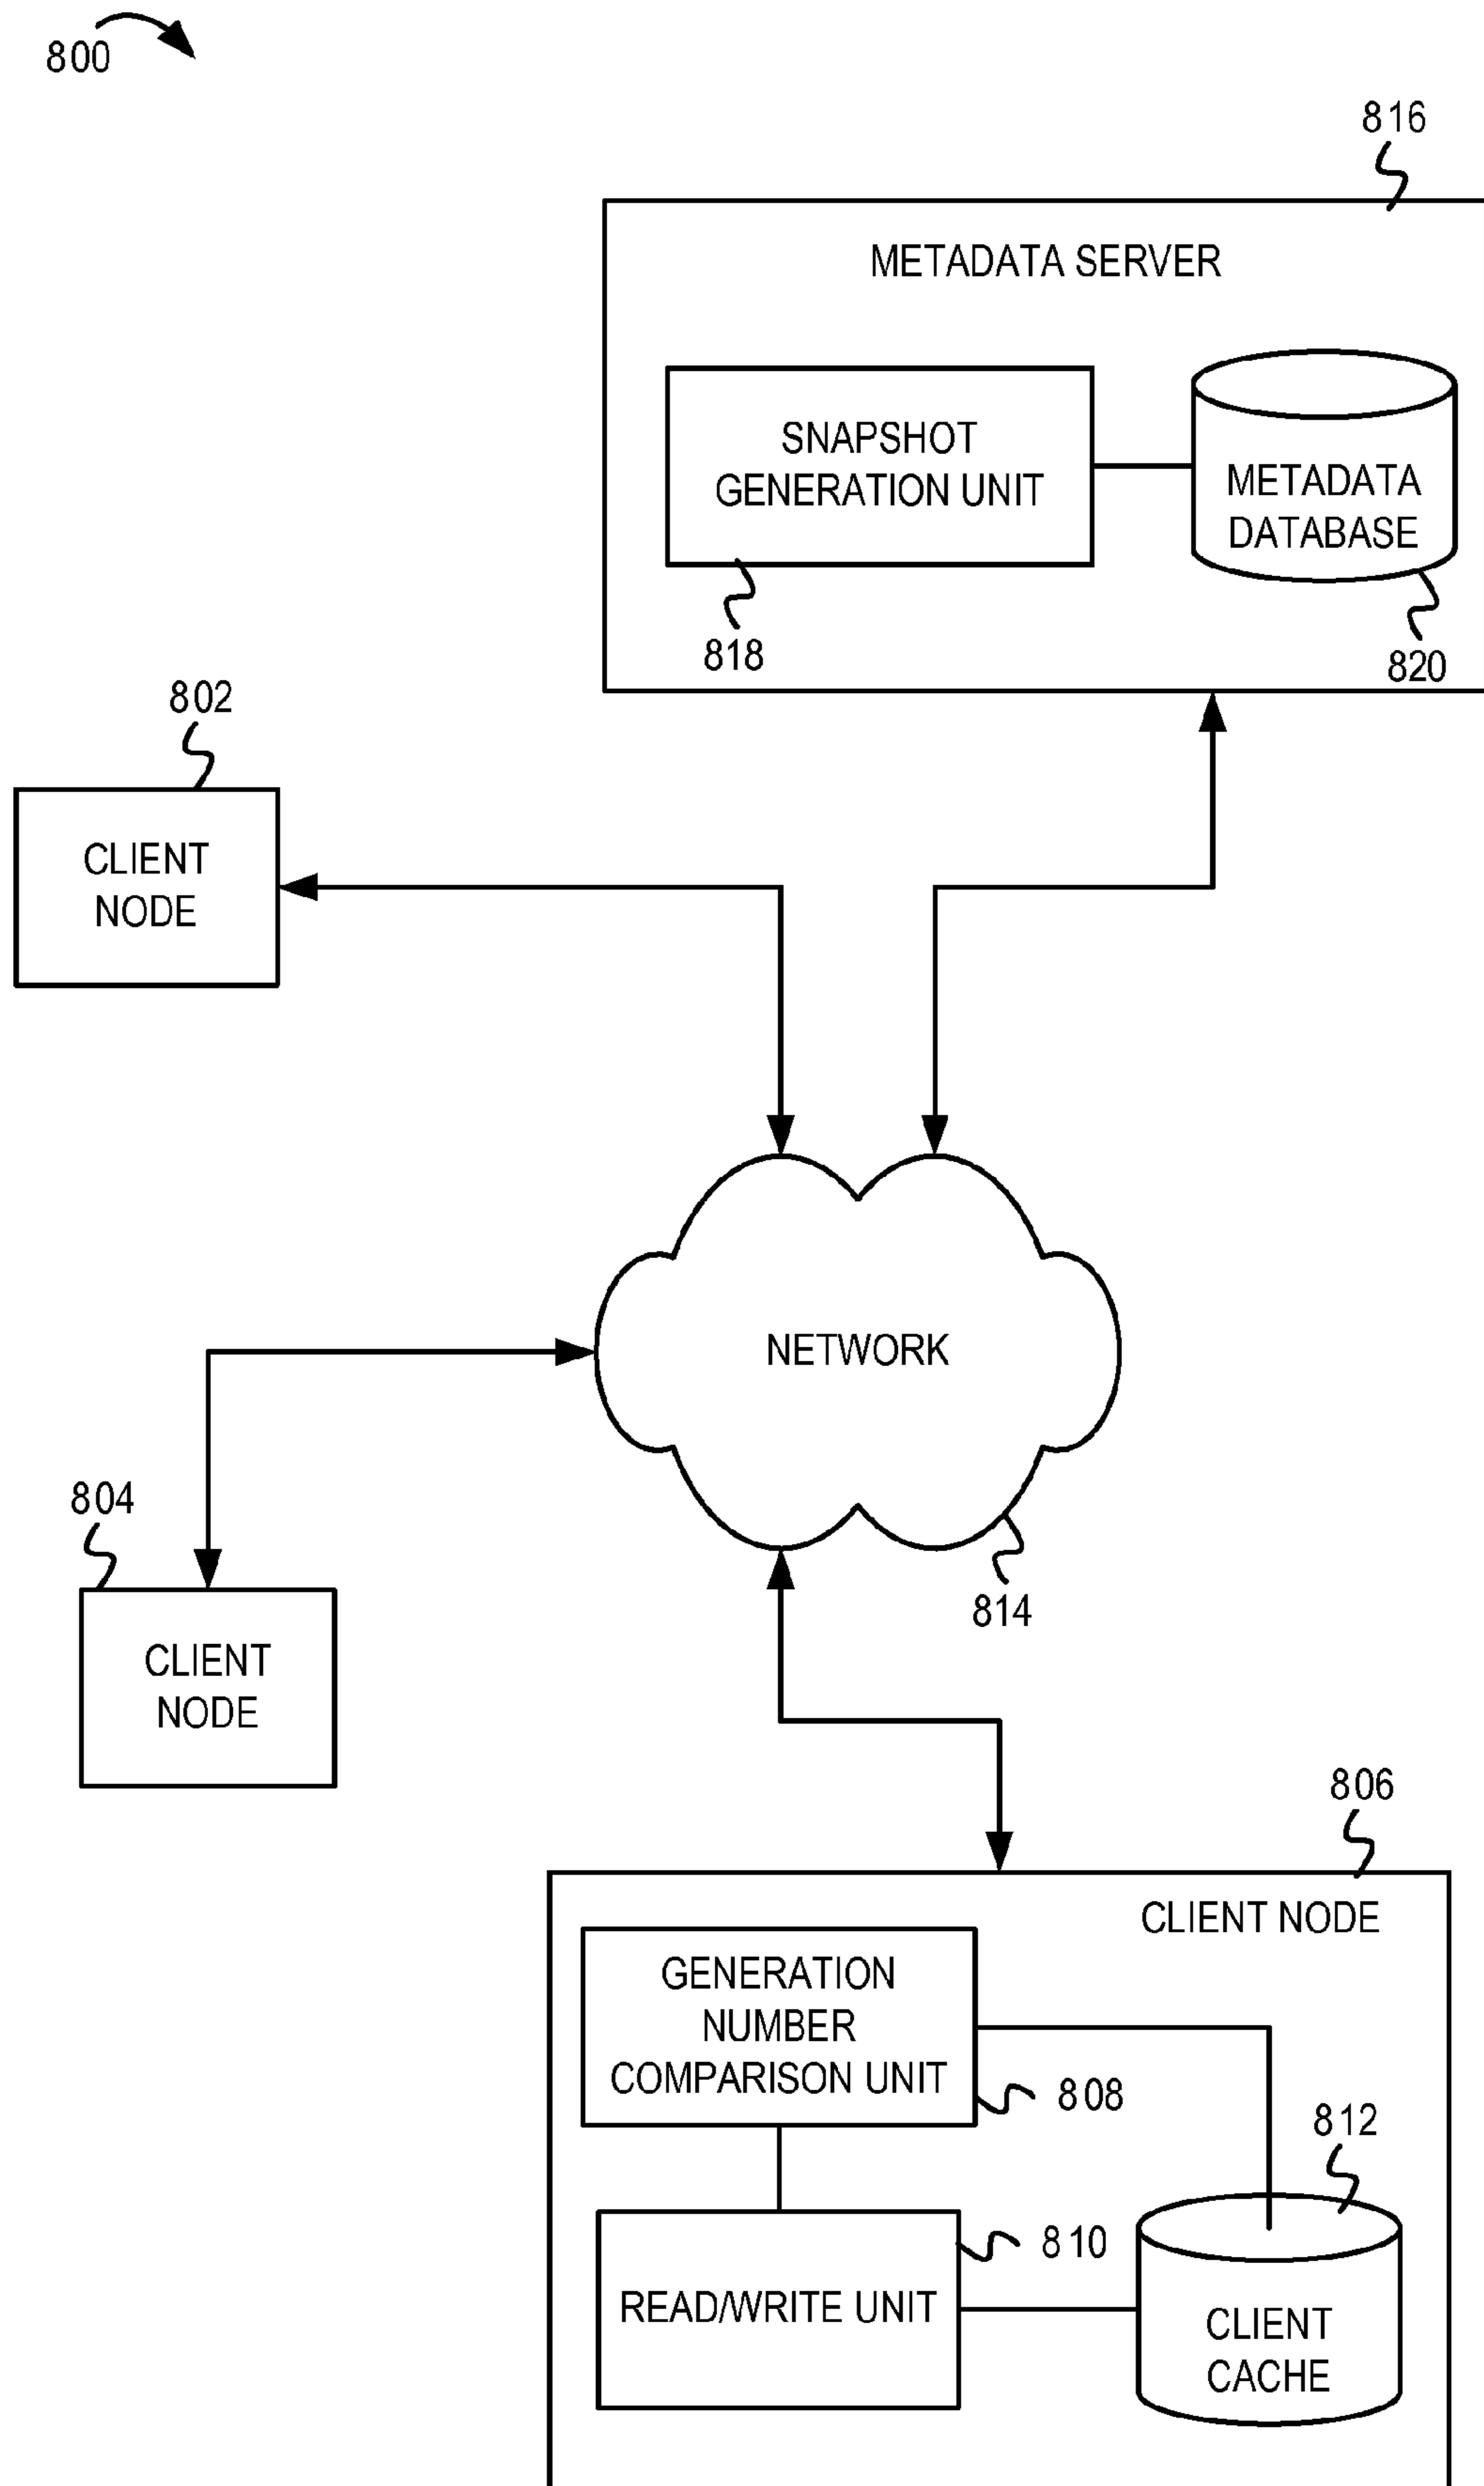 800
816
METADATA SERVER
SNAPSHOT
GENERATION UNIT
METADATA
DATABASE
818
820
802
CLIENT
NODE
NETWORK
804
814
CLIENT
NODE
806
CLIENT NODE
GENERATION
NUMBER
COMPARISON UNIT
808
812
810
READ/WRITE UNIT
CLIENT
CACHE